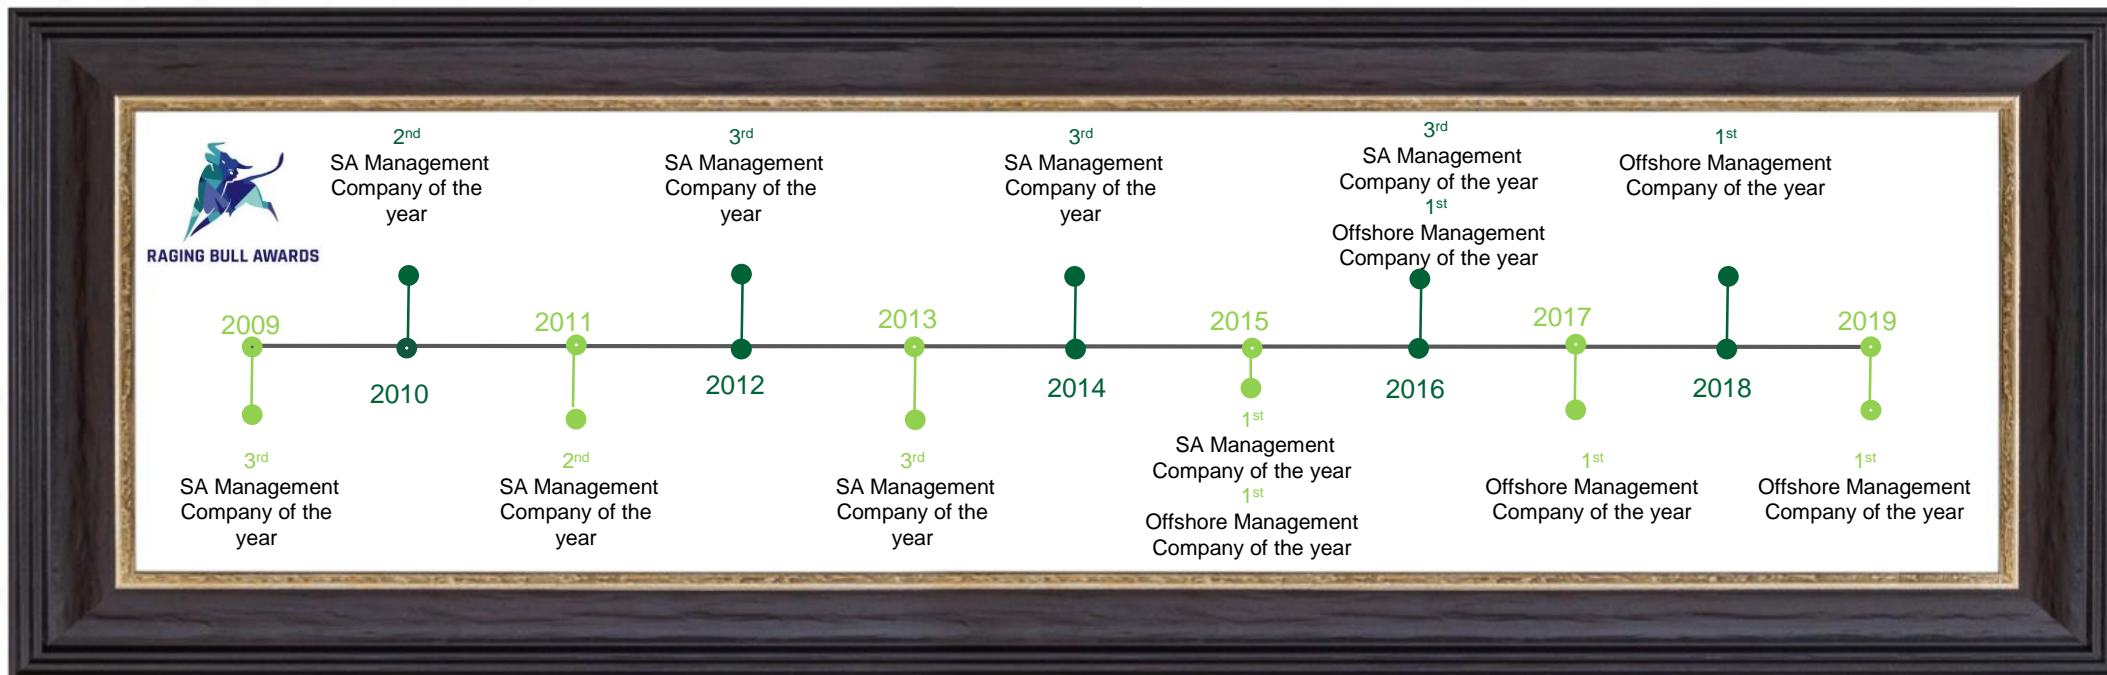 RAGING BULL AWARDS
2nd
SA Management
Company of the
year
3rd
SA Management
Company of the
year
3rd
SA Management
Company of the
year
3rd
SA Management
Company of the year
1st
Offshore Management
Company of the year
1st
Offshore Management
Company of the year
2009
2010
2011
2012
2013
2014
2015
2016
2017
2018
2019
3rd
SA Management
Company of the
year
2nd
SA Management
Company of the
year
3rd
SA Management
Company of the
year
1st
SA Management
Company of the year
1st
Offshore Management
Company of the year
1st
Offshore Management
Company of the year
1st
Offshore Management
Company of the year